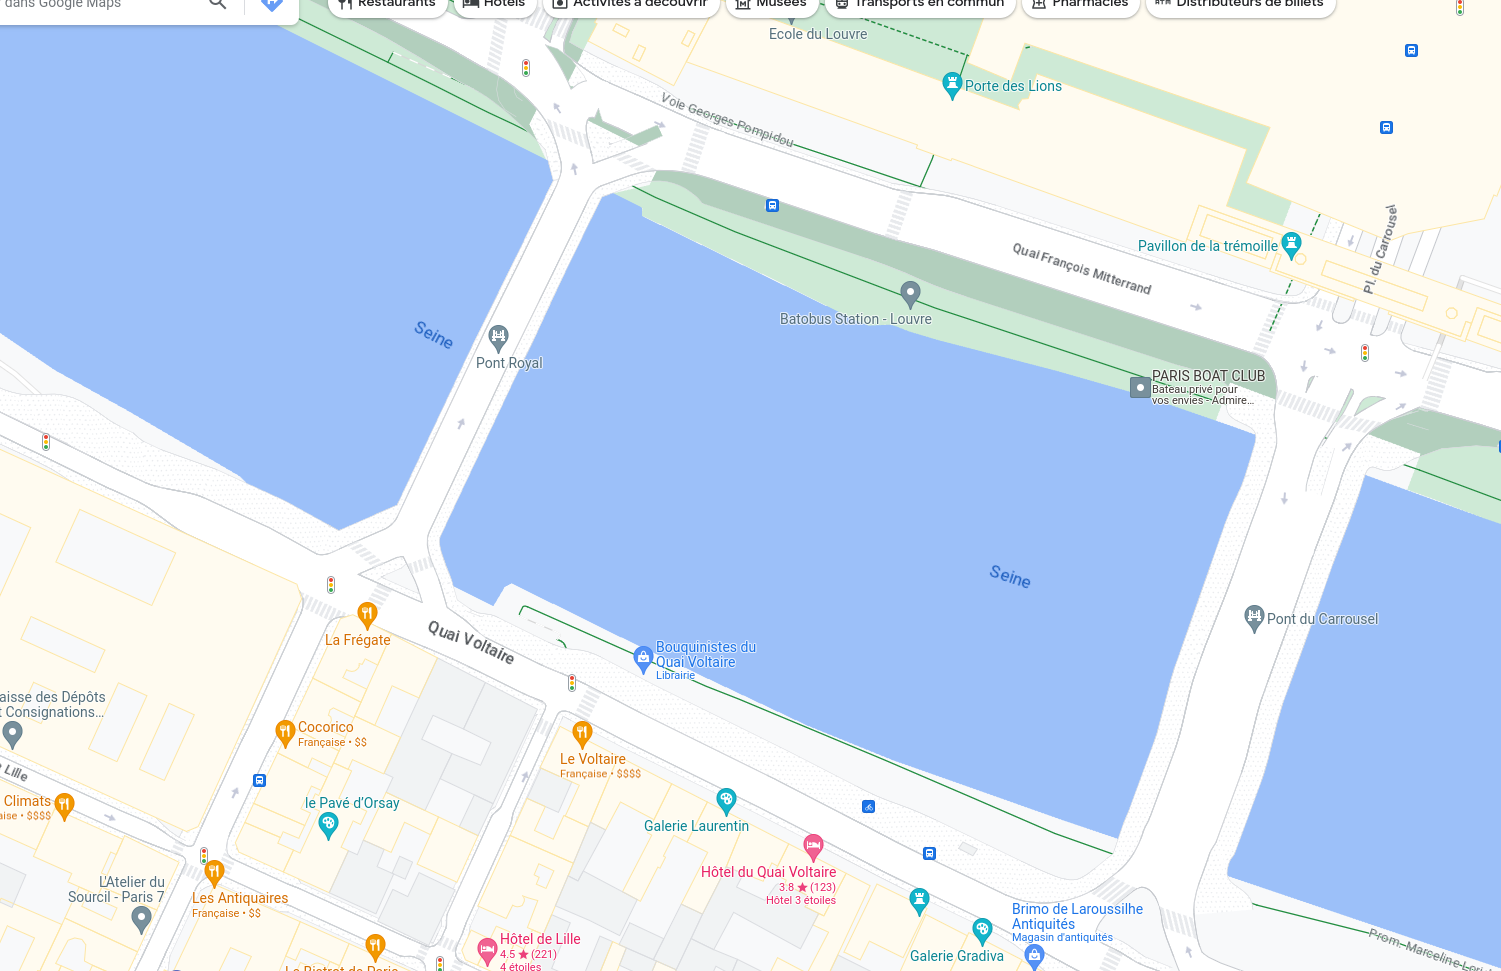 dans Google Maps
Restaurants
Hôtels
Activités à découvrir
Musées
Transports en commun
Pharmacies
Distributeurs de billets
Ecole du Louvre
Porte des Lions
Voie Georges-Pompidou
Pl. du Carrousel
Pavillon de la trémoille
Quai François Mitterrand
Batobus Station - Louvre
Seine
Pont Royal
PARIS BOAT CLUB
Bateau privé pour
vos envies - Admire...
Seine
Pont du Carrousel
La Frégate
Quai Voltaire
Bouquinistes du
Quai Voltaire
Librairie
aisse des Dépôts
t Consignations...
Cocorico
Française • $$
Le Voltaire
Française • $$$$
Lille
Climats
aise • $$$$
le Pavé d'Orsay
Galerie Laurentin
Hôtel du Quai Voltaire
3.8 ★ (123)
Hôtel 3 étoiles
L'Atelier du
Sourcil - Paris 7
Les Antiquaires
Française • $$
Brimo de Laroussilhe
Antiquités
Magasin d'antiquités
Hôtel de Lille
4.5 ★ (221)
4 étoiles
Galerie Gradiva
Le Bistrot de Paris
Prom. Marceline Lori